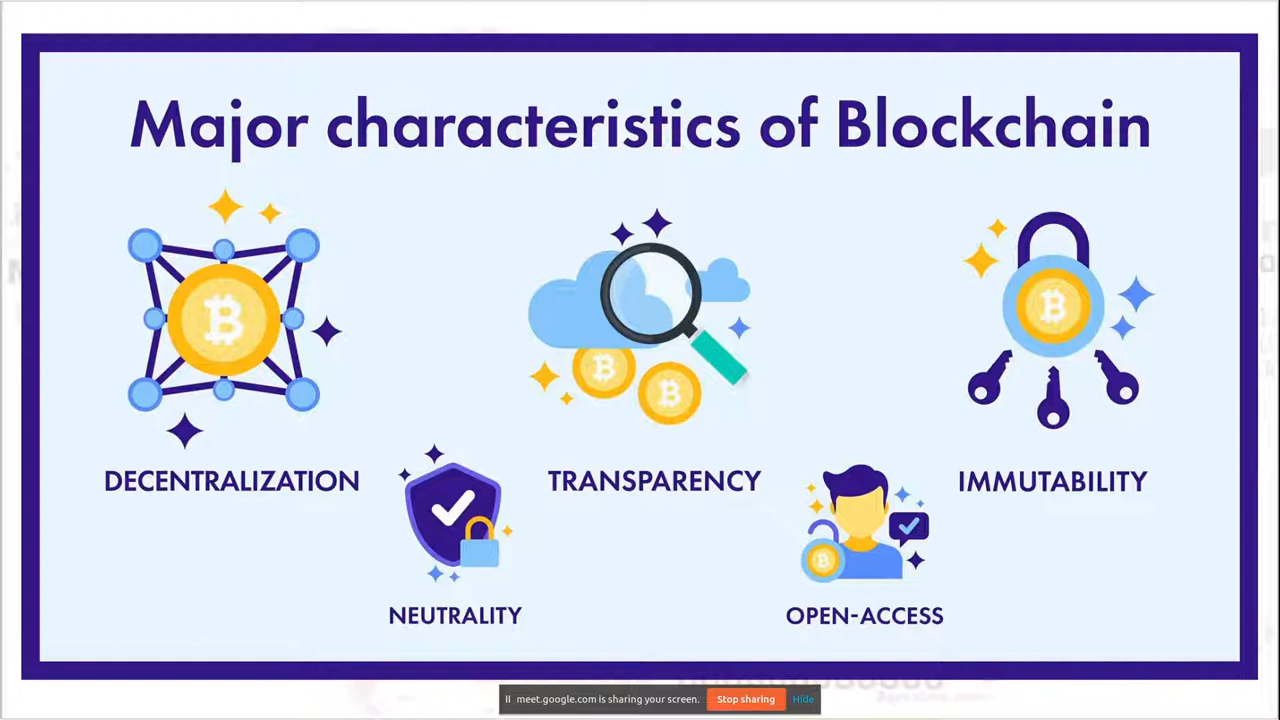 Major characteristics of Blockchain
DECENTRALIZATION
TRANSPARENCY
IMMUTABILITY
NEUTRALITY
OPEN-ACCESS
meet.google.com is sharing your screen.
Stop sharing
Hide